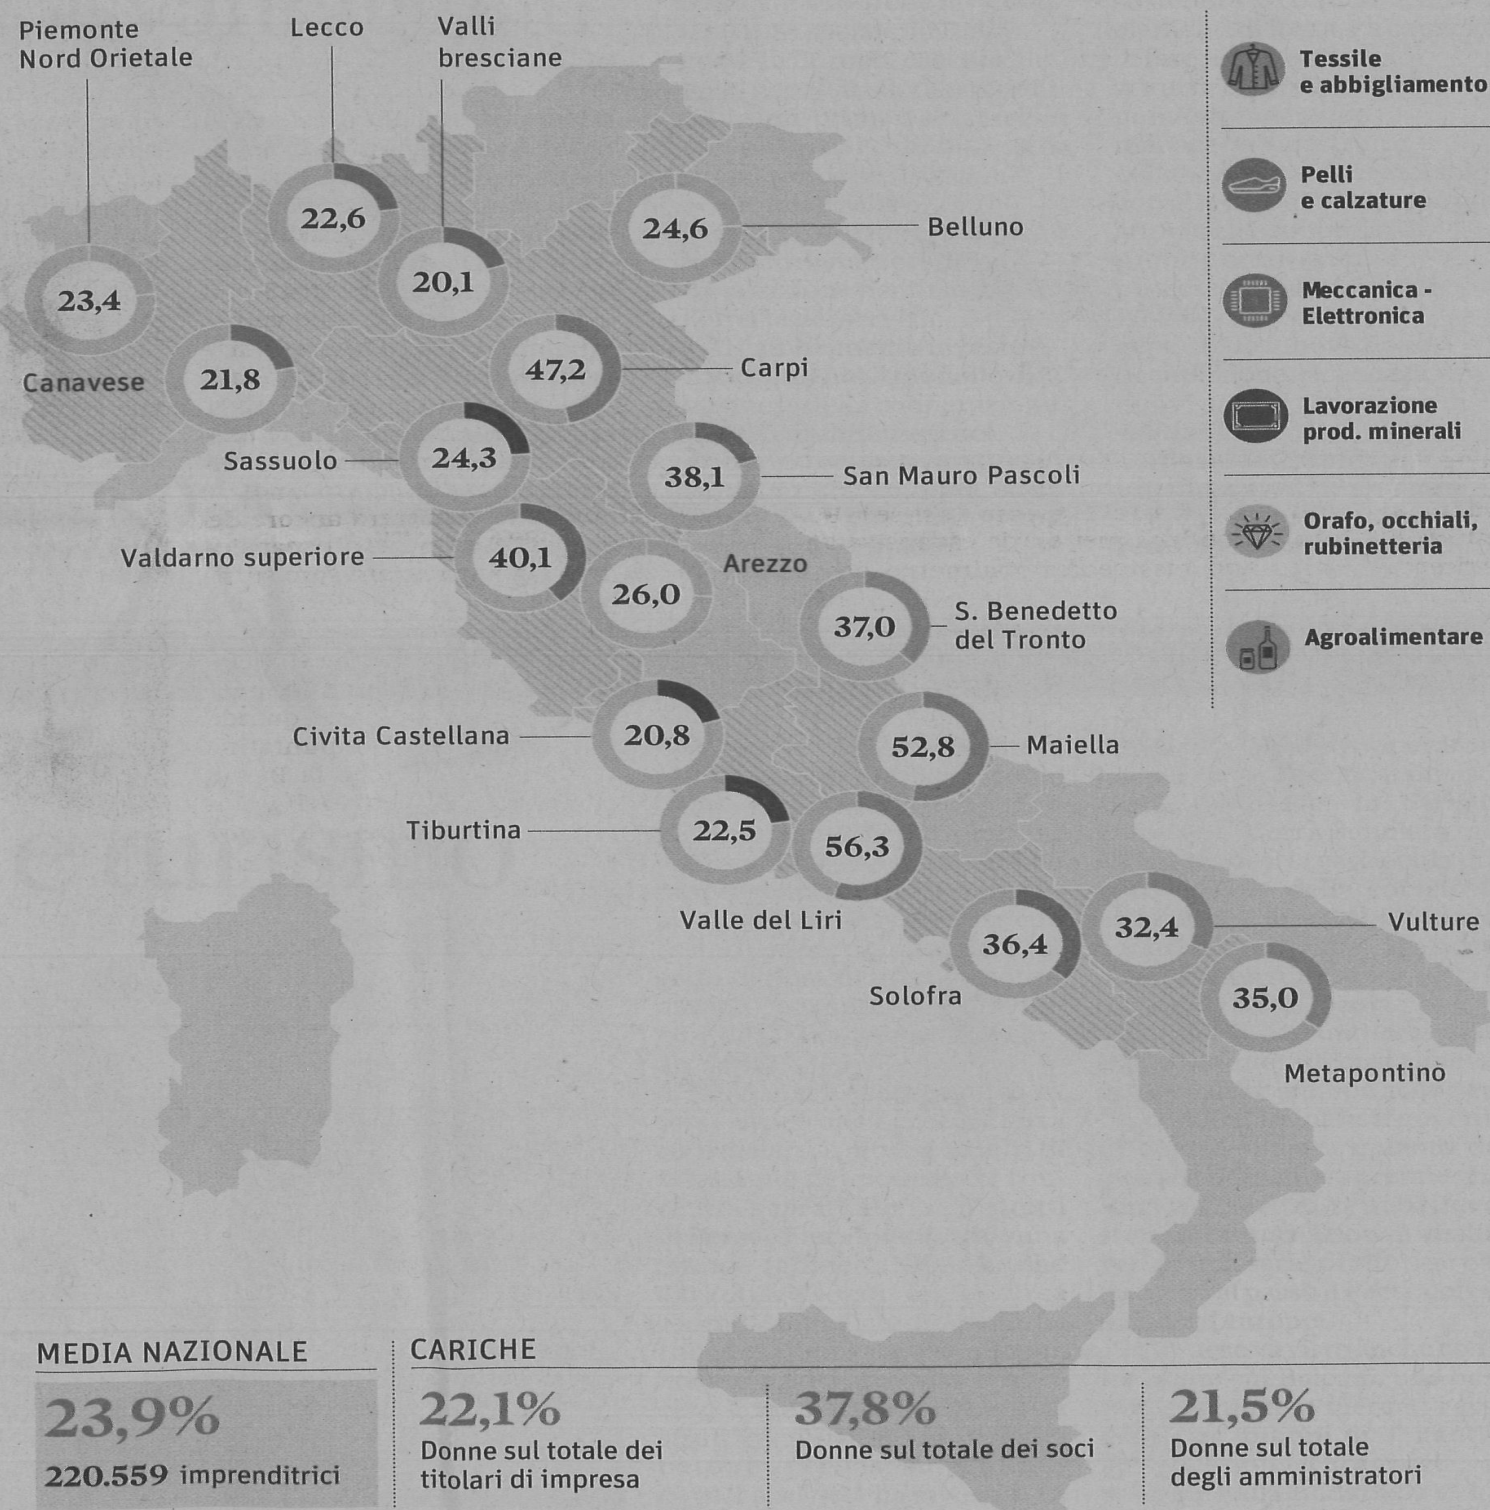 Piemonte
Nord Orietale
Lecco
Valli
bresciane
22,6
20,1
24,6
Belluno
23,4
Canavese
21,8
47,2
Carpi
Sassuolo
24,3
38,1
San Mauro Pascoli
Valdarno superiore
40,1
26,0
Arezzo
37,0
S. Benedetto
del Tronto
Civita Castellana
20,8
52,8
Maiella
Tiburtina
22,5
56,3
Valle del Liri
36,4
Solofra
32,4
Vulture
35,0
Metapontino
Tessile
e abbigliamento
Pelli
e calzature
Meccanica -
Elettronica
Lavorazione
prod. minerali
Orafo, occhiali,
rubinetteria
Agroalimentare
MEDIA NAZIONALE
23,9%
220.559 imprenditrici
CARICHE
22,1%
Donne sul totale dei
titolari di impresa
37,8%
Donne sul totale dei soci
21,5%
Donne sul totale
degli amministratori